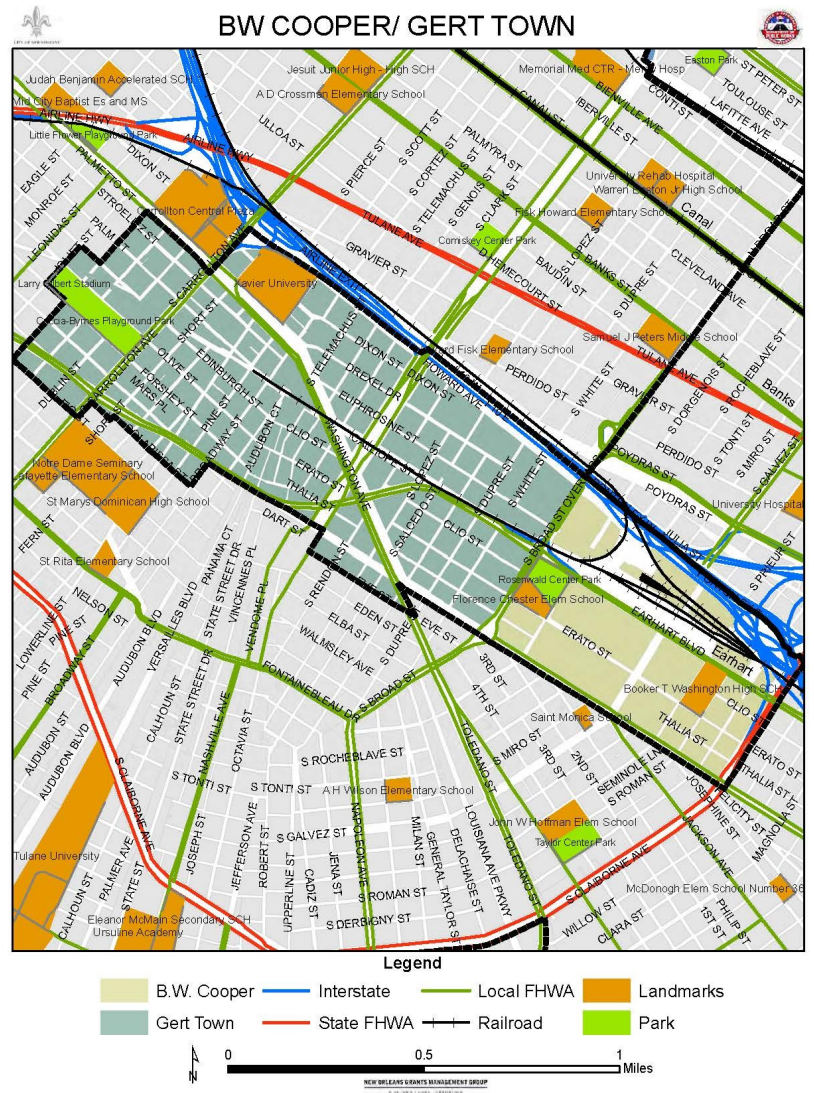 BW COOPER/ GERT TOWN
CITY OF NEW ORLEANS
Judah Benjamin Accelerated SCH
Jesuit Junior High - High SCH
Memorial Med CTR - Mercy Hosp
Easton Park
ST PETER ST
TOULOUSE ST
LAFITTE AVE
CONTI ST
BIENVILLE AVE
IBERVILLE ST
CANAL ST
Mid City Baptist Es and MS
A D Crossman Elementary School
AIRLINE HWY
AIRLINE HWY
Little Flower Playground Park
ULLOA ST
S PIERCE ST
S SCOTT ST
S CORTEZ ST
PALMYRA ST
S TELEMACHUS ST
S GENOIS ST
S CLARK ST
EAGLE ST
MONROE ST
LEONIDAS ST
PALMETTO ST
DIXON ST
STROELITZ ST
University Rehab Hospital
Warren Easton Jr High School
Canal
Fisk Howard Elementary School
Carrollton Central Plaza
TULANE AVE
Comiskey Center Park
GRAVIER ST
AIRLINE EXIT
D HEMECOURT ST
BAUDIN ST
S LOPEZ ST
BANKS ST
S DUPRE ST
CLEVELAND AVE
Larry Gilbert Stadium
S CARROLLTON AVE
Xavier University
SHORT ST
Coccia-Byrnes Playground Park
S TELEMACHUS
DIXON ST
DREXEL DR
DIXON ST
HOWARD AVE
EUPHROSINE ST
Samuel J Peters Middle School
TULANE AVE
PERDIDO ST
S WHITE ST
GRAVIER ST
S DORGENOIS ST
S ROCHEBLAVE ST
Banks
DUBLIN ST
OLIVE ST
FORSHEY ST
MARS PL
EDINBURGH ST
PINE ST
AUDUBON CT
CLIO ST
ERATO ST
THALIA ST
WASHINGTON AVE
S SALCEDO ST
S DUPRE ST
S WHITE ST
CLIO ST
S BROAD ST OVER
POYDRAS ST
PERDIDO ST
S TONTI ST
S MIRO ST
S GALVEZ ST
POYDRAS ST
University Hospital
JULIA ST
S PRIEUR ST
SHORT ST
Notre Dame Seminary
Lafayette Elementary School
St Marys Dominican High School
DART ST
FERN ST
St Rita Elementary School
PANAMA CT
STATE STREET DR
VINCENNES PL
VENDOME PL
S RENDON ST
Rosenwald Center Park
Florence Chester Elem School
EARHART BLVD
Earhart
ERATO ST
EDEN ST
ELBA ST
WALMSLEY AVE
S DUPRE
EVE ST
LOWERLINE ST
PINE ST
PINE ST
NELSON ST
BROADWAY ST
AUDUBON BLVD
VERSAILLES BLVD
CALHOUN ST
STATE STREET DR
FONTAINEBLEAU DR
S BROAD ST
3RD ST
4TH ST
Booker T Washington High SCH
CLIO ST
THALIA ST
Saint Monica School
AUDUBON ST
AUDUBON BLVD
S CLAIBORNE AVE
NASHVILLE AVE
OCTAVIA ST
S ROCHEBLAVE ST
TOLEDANO ST
S MIRO ST
3RD ST
2ND ST
SEMINOLE LN
S ROMAN ST
ERATO ST
THALIA ST
S TONTI ST
S TONTI ST
A H Wilson Elementary School
JOSEPHINE ST
FELICITY ST
MAGNOLIA ST
JOSEPH ST
JEFFERSON AVE
ROBERT ST
UPPERLINE ST
S GALVEZ ST
CADIZ ST
JENA ST
NAPOLEON AVE
MILAN ST
GENERAL TAYLOR ST
DELACHAISE ST
LOUISIANA AVE PKWY
TOLEDANO ST
John W Hoffman Elem School
Taylor Center Park
JACKSON AVE
Tulane University
CALHOUN ST
PALMER AVE
STATE ST
S ROMAN ST
S DERBIGNY ST
S CLAIBORNE AVE
McDonogh Elem School Number 36
Eleanor McMain Secondary SCH
Ursuline Academy
WILLOW ST
CLARA ST
PHILIP ST
1ST ST
Legend
B.W. Cooper
Interstate
Local FHWA
Landmarks
Gert Town
State FHWA
Railroad
Park
N
0 0.5 1
Miles
NEW ORLEANS GRANTS MANAGEMENT GROUP